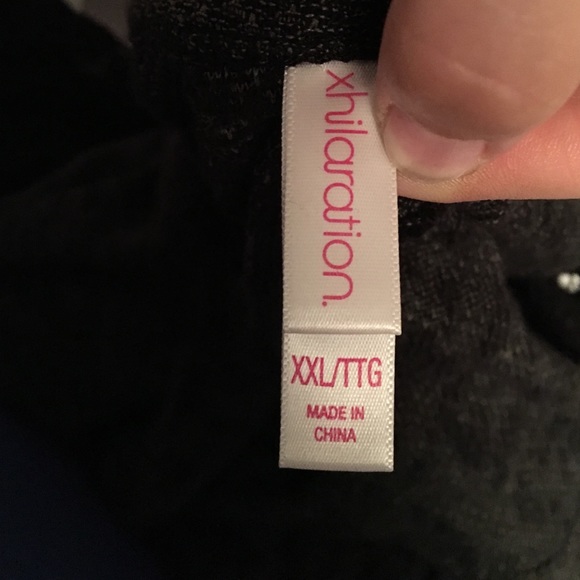 xhilaration.
XXL/TTG
MADE IN
CHINA